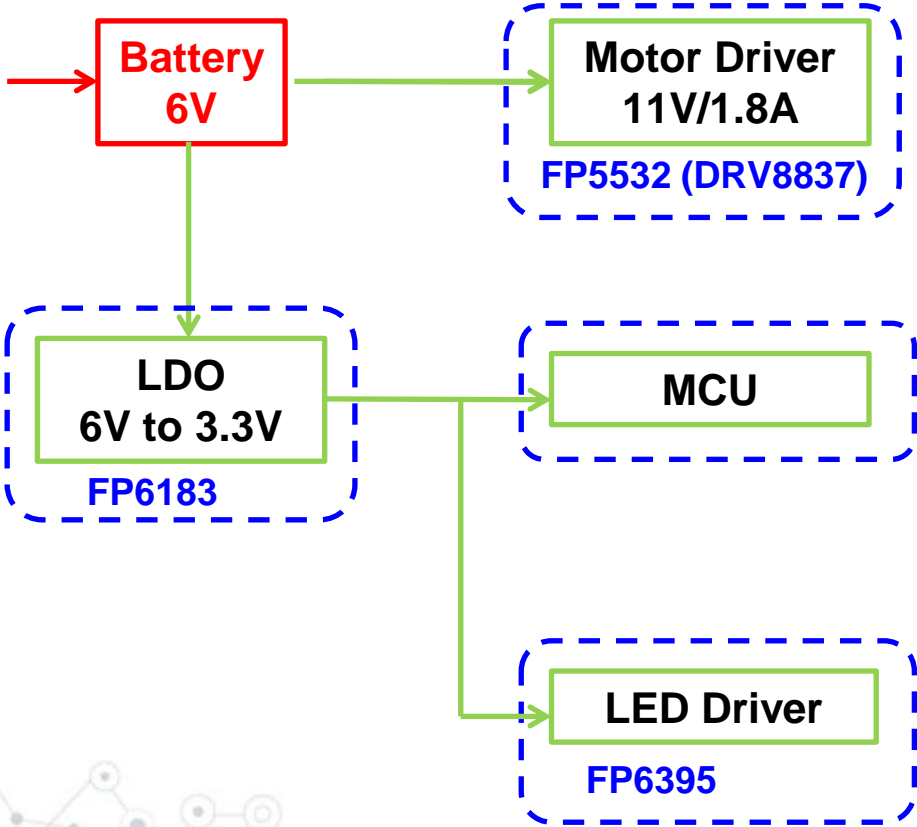 Battery
6V
Motor Driver
11V/1.8A
FP5532 (DRV8837)
LDO
6V to 3.3V
FP6183
MCU
LED Driver
FP6395